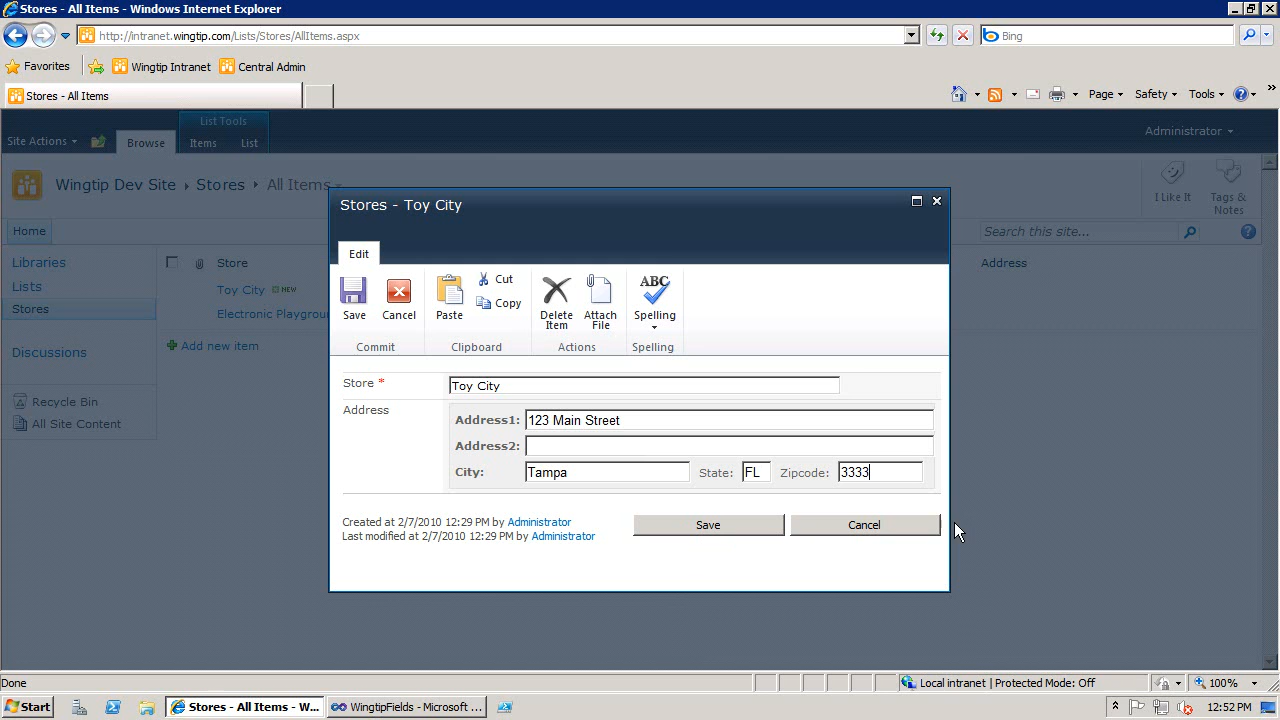 Stores - All Items - Windows Internet Explorer
http://intranet.wingtip.com/Lists/Stores/AllItems.aspx
Bing
Favorites Wingtip Intranet Central Admin
Stores - All Items
Page Safety Tools »
List Tools
Site Actions Browse Items List
Administrator
Wingtip Dev Site Stores All Items
I Like It
Tags & Notes
Home
Search this site...
Libraries
Lists
Stores
Discussions
Recycle Bin
All Site Content
Store
Address
Toy City NEW
Electronic Playgroun
Add new item
Stores - Toy City
Edit
Save Cancel Paste Cut Copy Delete Item Attach File ABC Spelling
Commit Clipboard Actions Spelling
Store * Toy City
Address
Address1: 123 Main Street
Address2:
City: Tampa State: FL Zipcode: 3333
Created at 2/7/2010 12:29 PM by Administrator
Last modified at 2/7/2010 12:29 PM by Administrator
Save Cancel
Done
Local intranet | Protected Mode: Off
100%
Start
Stores - All Items - W...
WingtipFields - Microsoft ...
12:52 PM